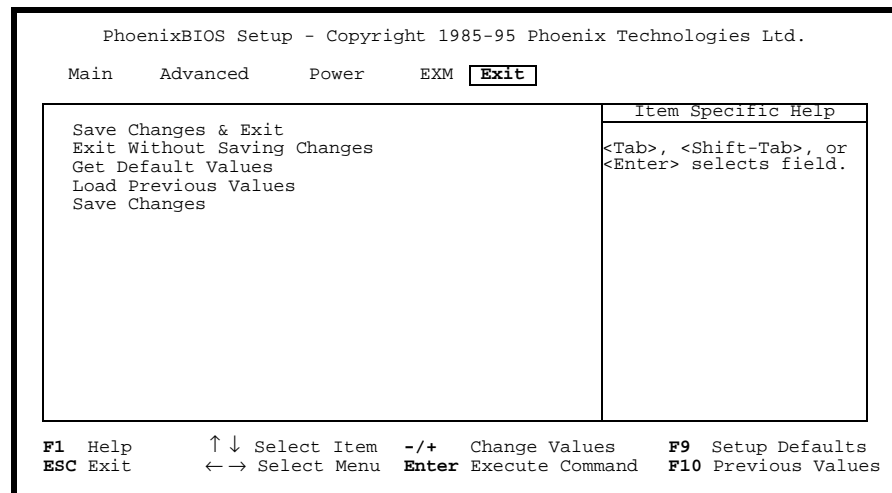 PhoenixBIOS Setup - Copyright 1985-95 Phoenix Technologies Ltd.
Main Advanced Power EXM Exit
Save Changes & Exit
Exit Without Saving Changes
Get Default Values
Load Previous Values
Save Changes
Item Specific Help
<Tab>, <Shift-Tab>, or
<Enter> selects field.
F1 Help ↑↓ Select Item -/+ Change Values F9 Setup Defaults
ESC Exit ←→ Select Menu Enter Execute Command F10 Previous Values